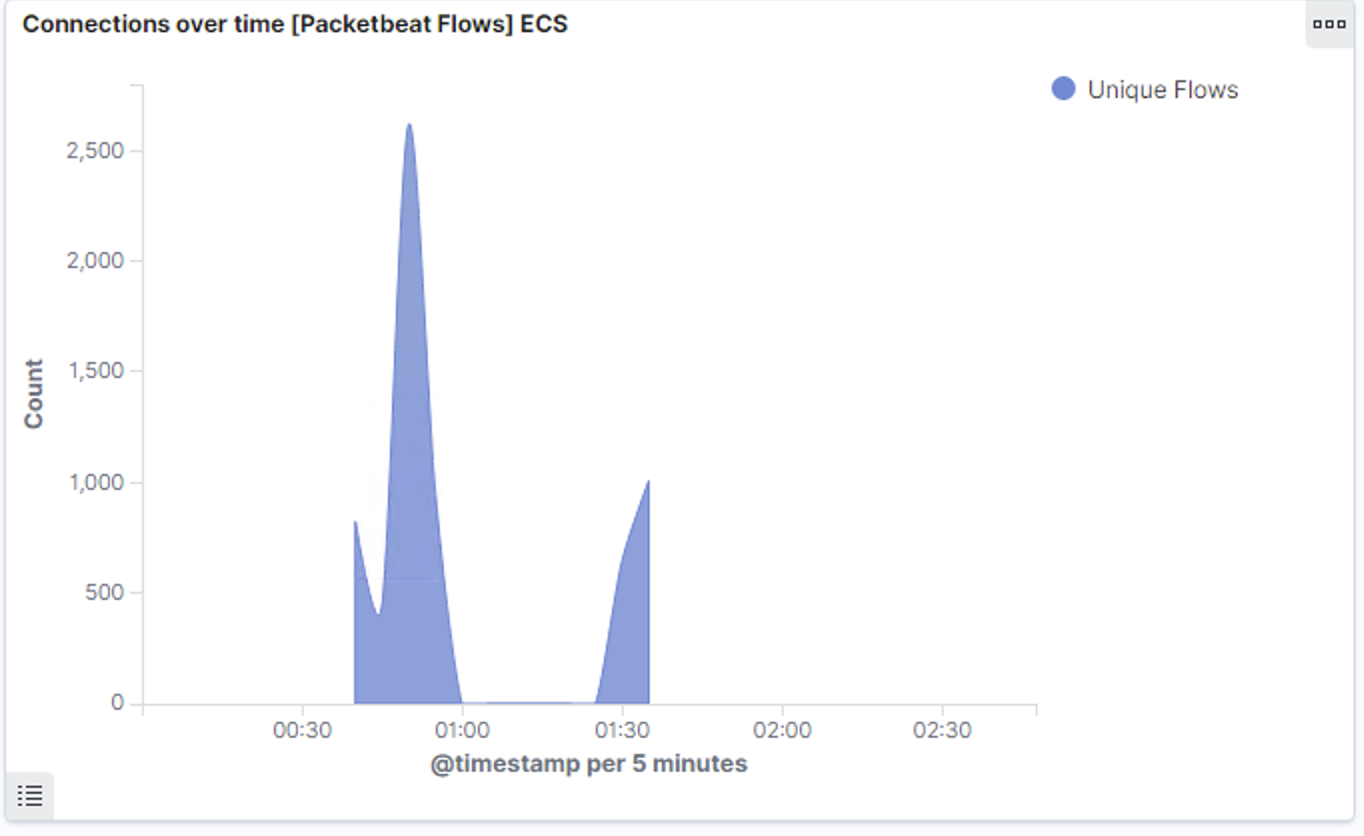 Connections over time [Packetbeat Flows] ECS
Unique Flows
Count
2,500
2,000
1,500
1,000
500
0
00:30 01:00 01:30 02:00 02:30
@timestamp per 5 minutes